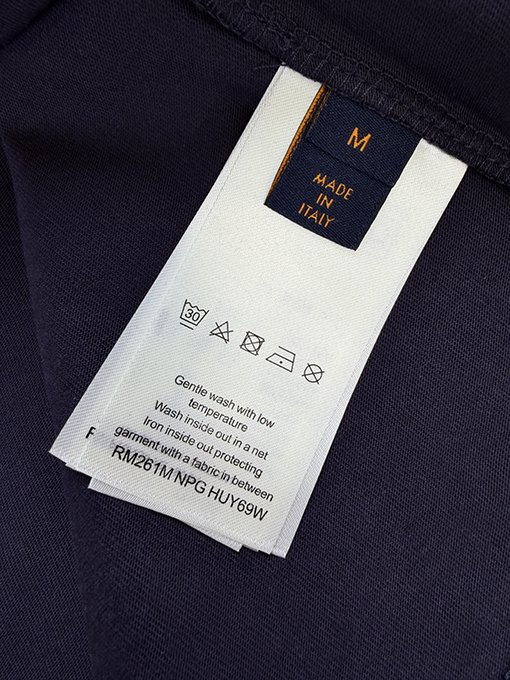 M
MADE
IN
ITALY
30
Gentle wash with low
temperature
Wash inside out in a net
Iron inside out protecting
garment with a fabric in between
RM261M NPG HUY69W